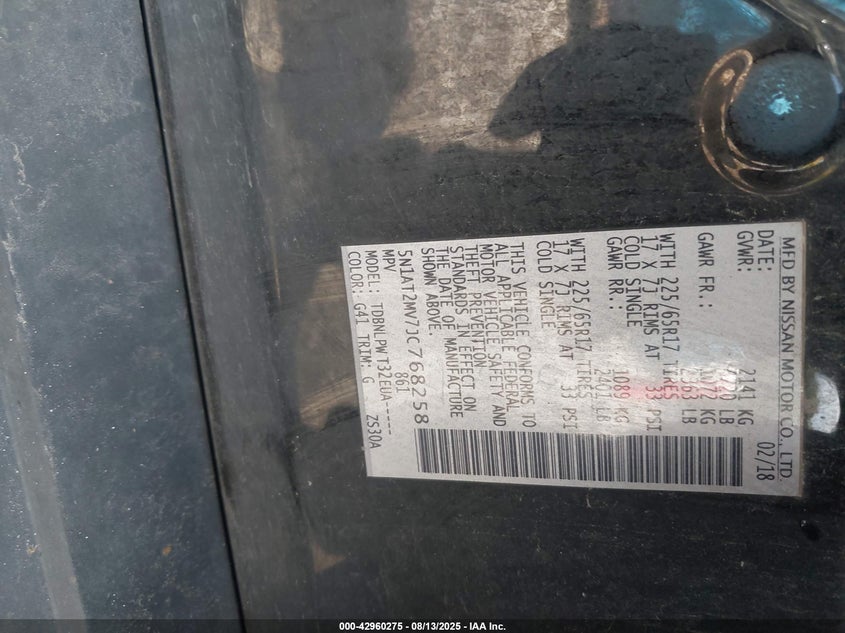 MFD BY NISSAN MOTOR CO., LTD.
DATE: 02/18
GVWR: 2141 KG
LB
GAWR FR.: 1072 KG
2363 LB
WITH 225/65R17 TIRES
17 X 7J RIMS AT 33 PSI
COLD SINGLE
GAWR RR.: 1089 KG
2401 LB
WITH 225/65R17 TIRES
17 X 7J RIMS AT 33 PSI
COLD SINGLE
THIS VEHICLE CONFORMS TO
ALL APPLICABLE FEDERAL
MOTOR VEHICLE SAFETY AND
THEFT PREVENTION
STANDARDS IN EFFECT ON
THE DATE OF MANUFACTURE
SHOWN ABOVE.
5N1AT2MV7JC768258
MPV 861
MODEL: TDBNLPWT32EUA-----
COLOR: G41 TRIM: G ZS30A
000-42960275 - 08/13/2025 - IAA Inc.